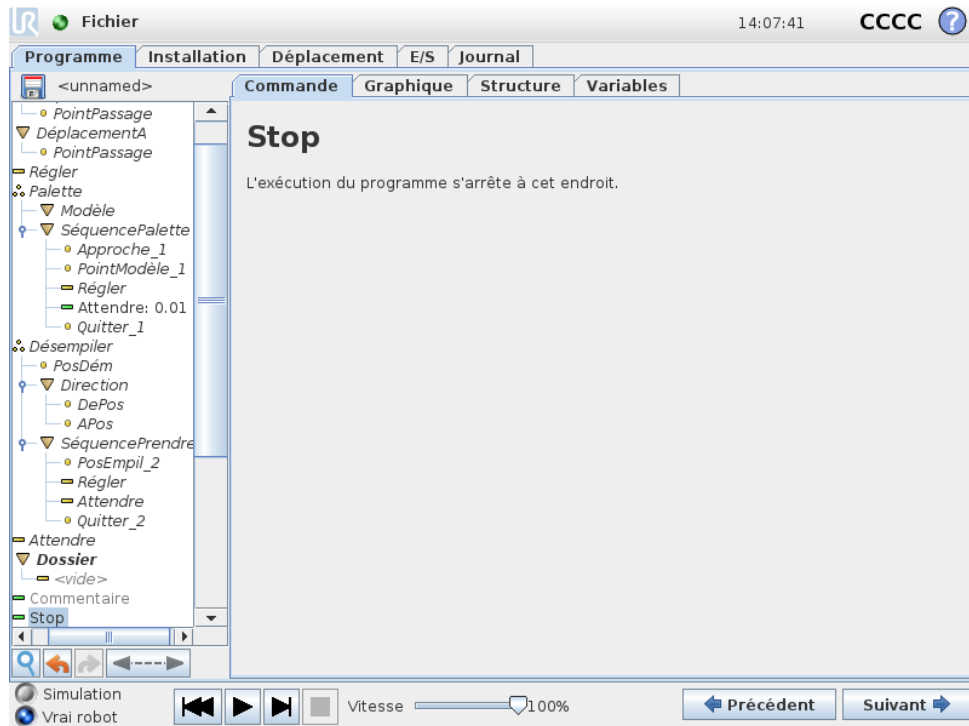 UR Fichier 14:07:41 CCCC ?
Programme Installation Déplacement E/S Journal
<unnamed> Commande Graphique Structure Variables
PointPassage
DéplacementA
PointPassage
Régler
Palette
Modèle
SéquencePalette
Approche_1
PointModèle_1
Régler
Attendre: 0.01
Quitter_1
Désempiler
PosDém
Direction
DePos
APos
SéquencePrendre
PosEmpil_2
Régler
Attendre
Quitter_2
Attendre
Dossier
<vide>
Commentaire
Stop
Stop
L'exécution du programme s'arrête à cet endroit.
Simulation
Vrai robot
Vitesse 100%
Précédent Suivant